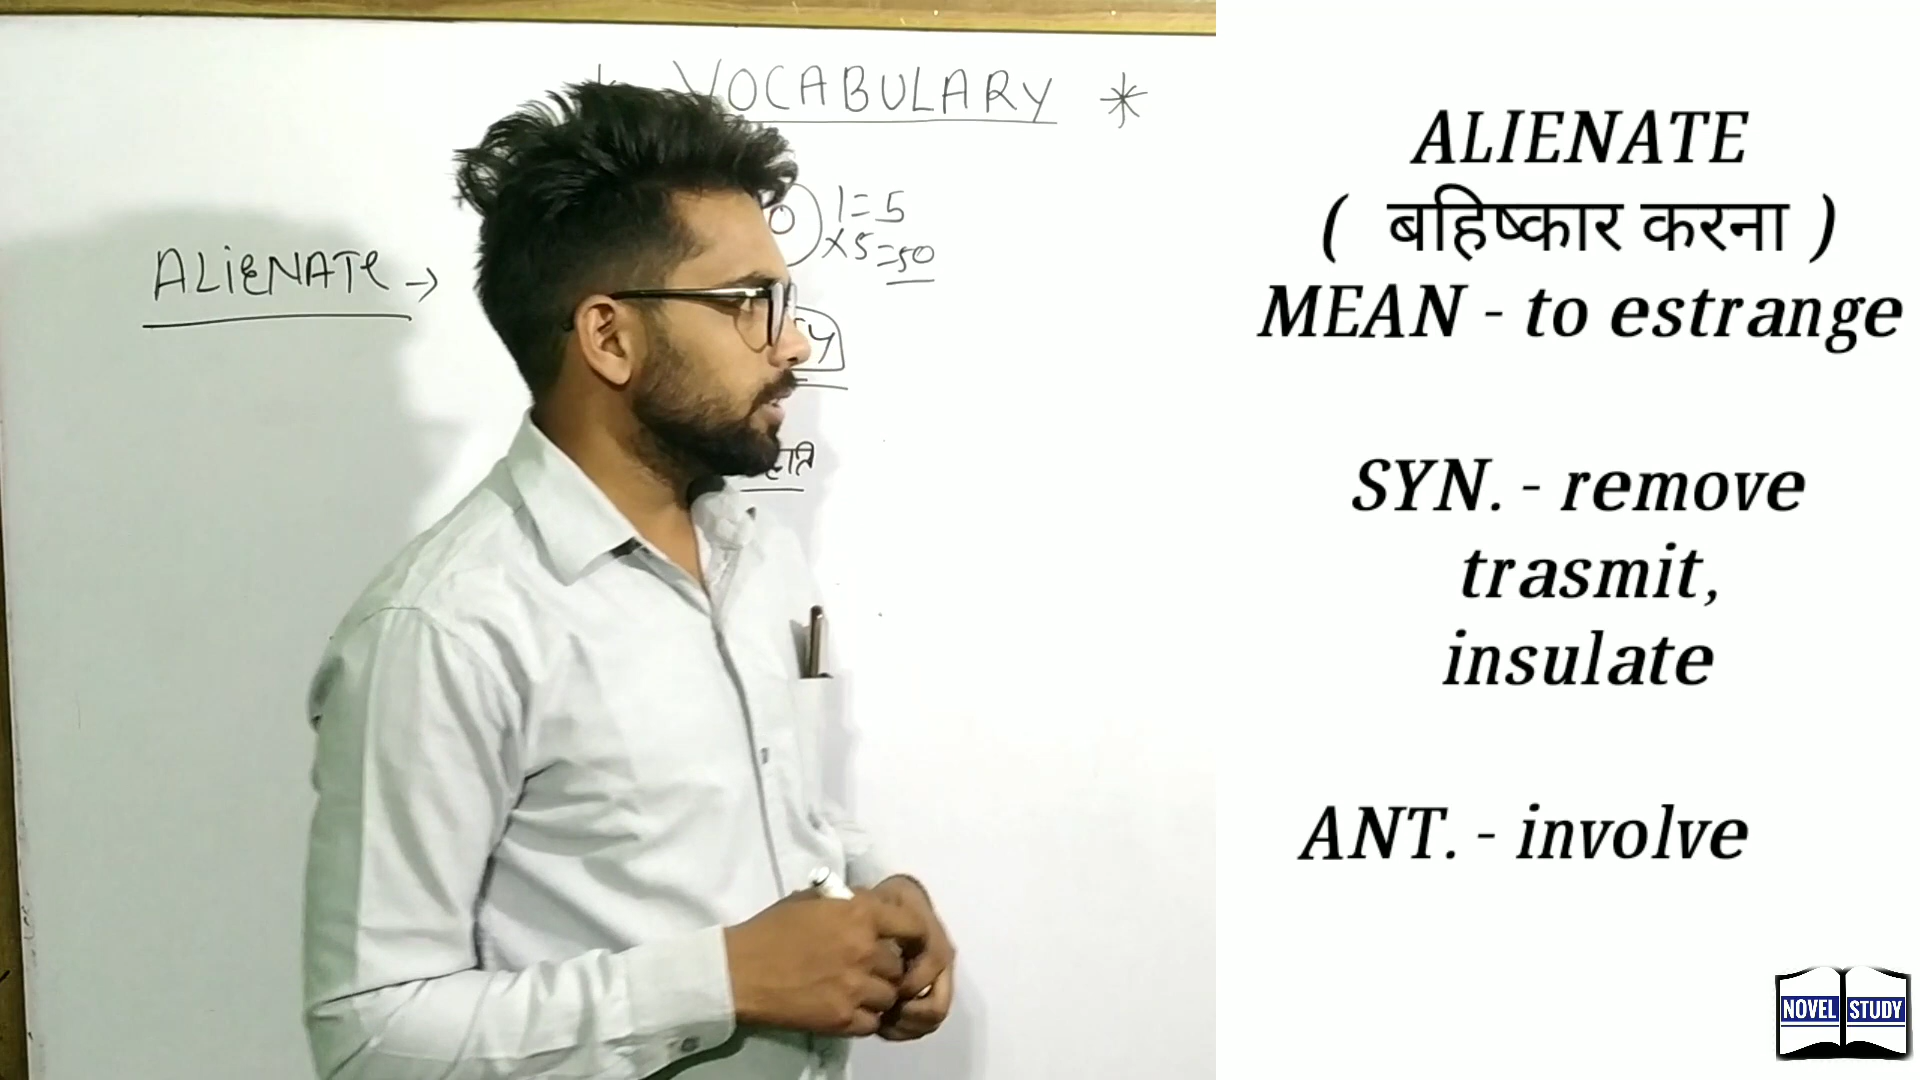 VOCABULARY *
1=5
×5=50
ALIENATE →
ALIENATE
( बहिष्कार करना )
MEAN - to estrange
SYN. - remove
trasmit,
insulate
ANT. - involve
NOVEL STUDY